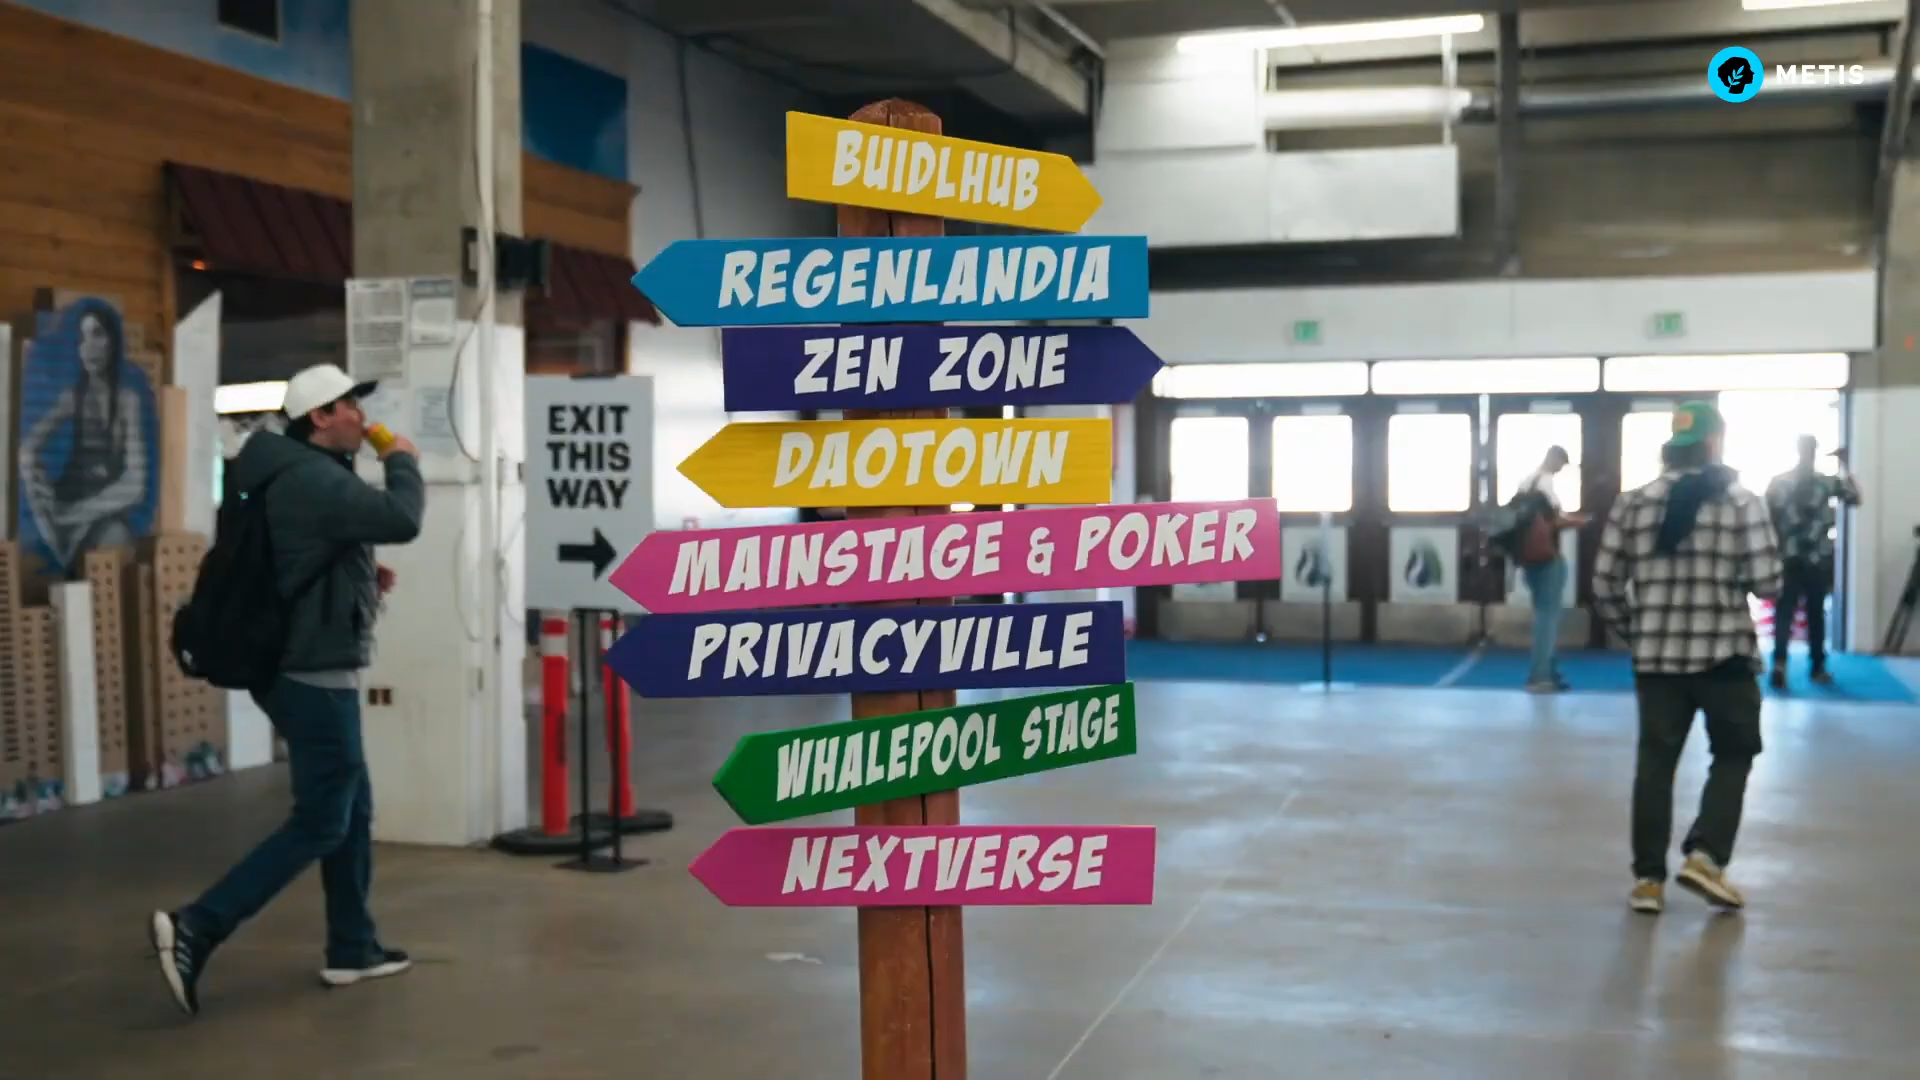 METIS
BUIDLHUB
REGENLANDIA
ZEN ZONE
DAOTOWN
MAINSTAGE & POKER
PRIVACYVILLE
WHALEPOOL STAGE
NEXTVERSE
EXIT
THIS
WAY